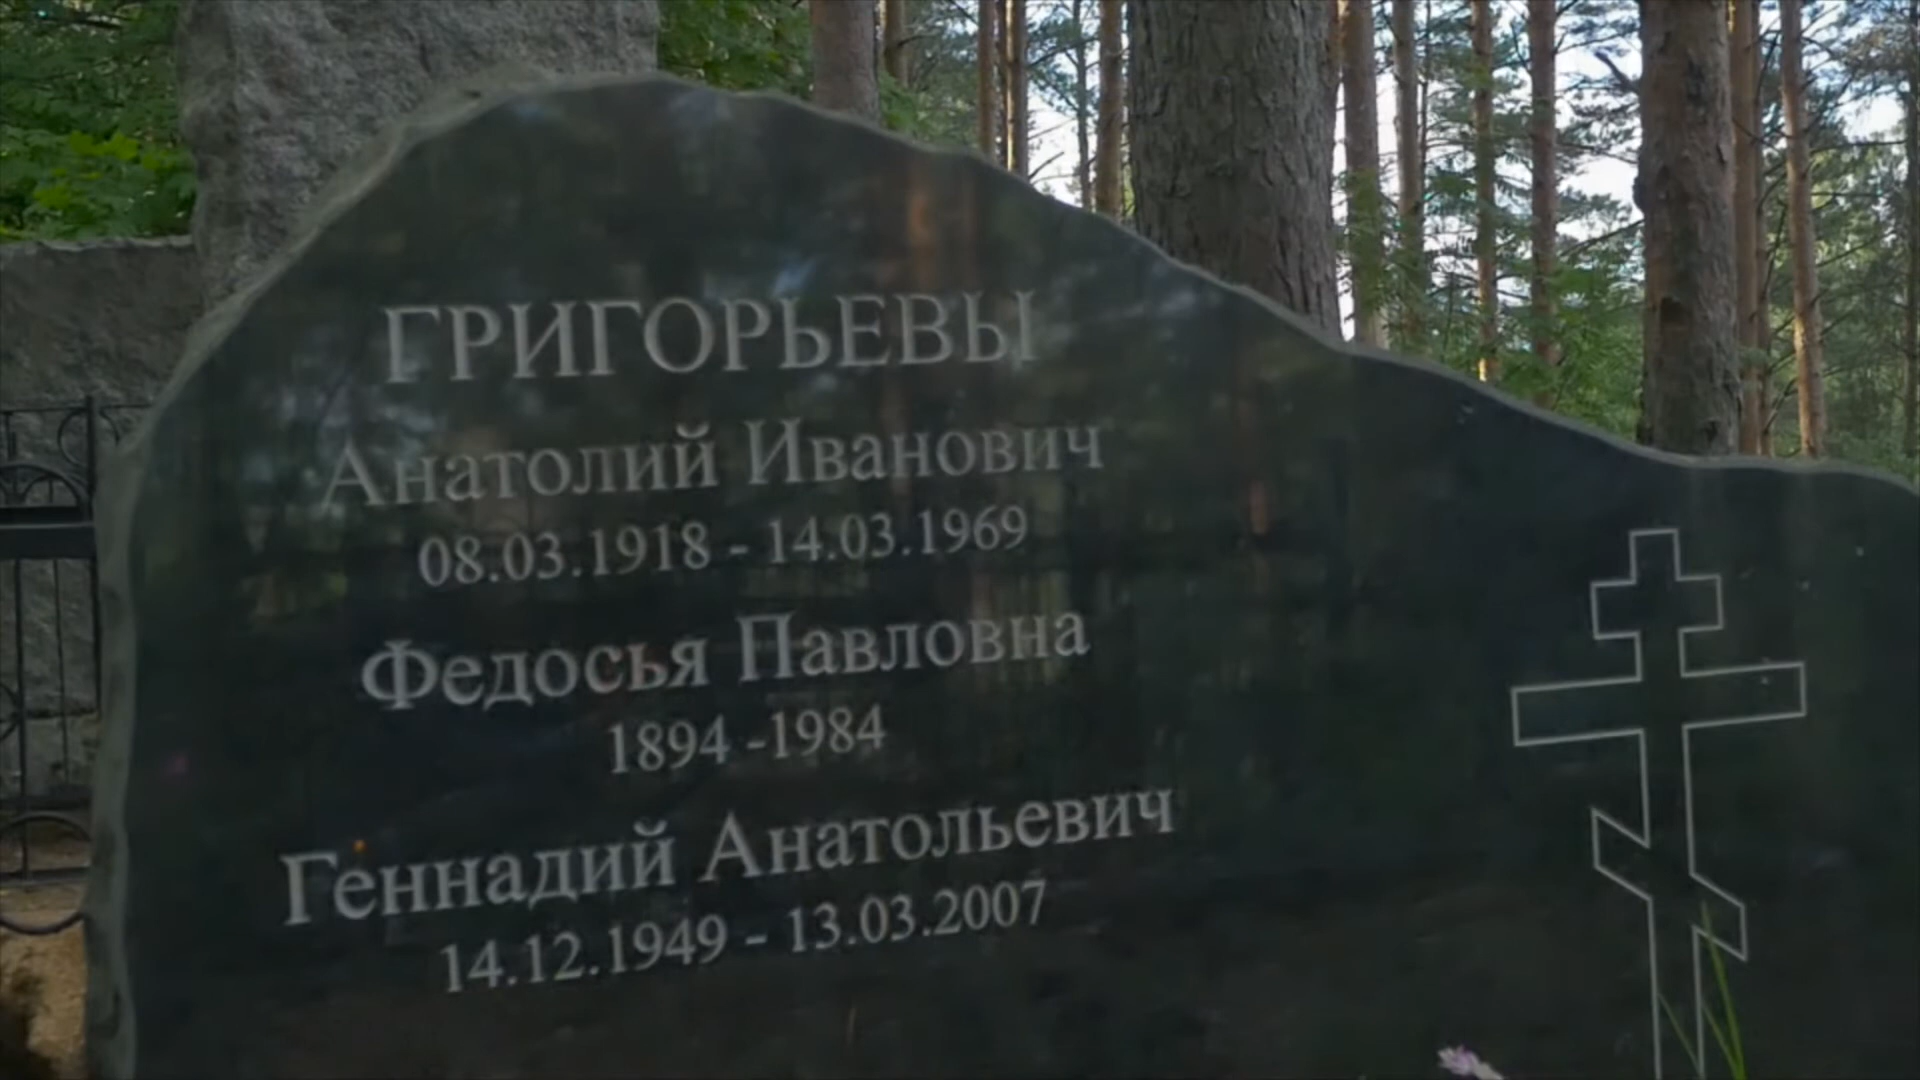 ГРИГОРЬЕВЫ
Анатолий Иванович
08.03.1918 - 14.03.1969
Федосья Павловна
1894 -1984
Геннадий Анатольевич
14.12.1949 - 13.03.2007